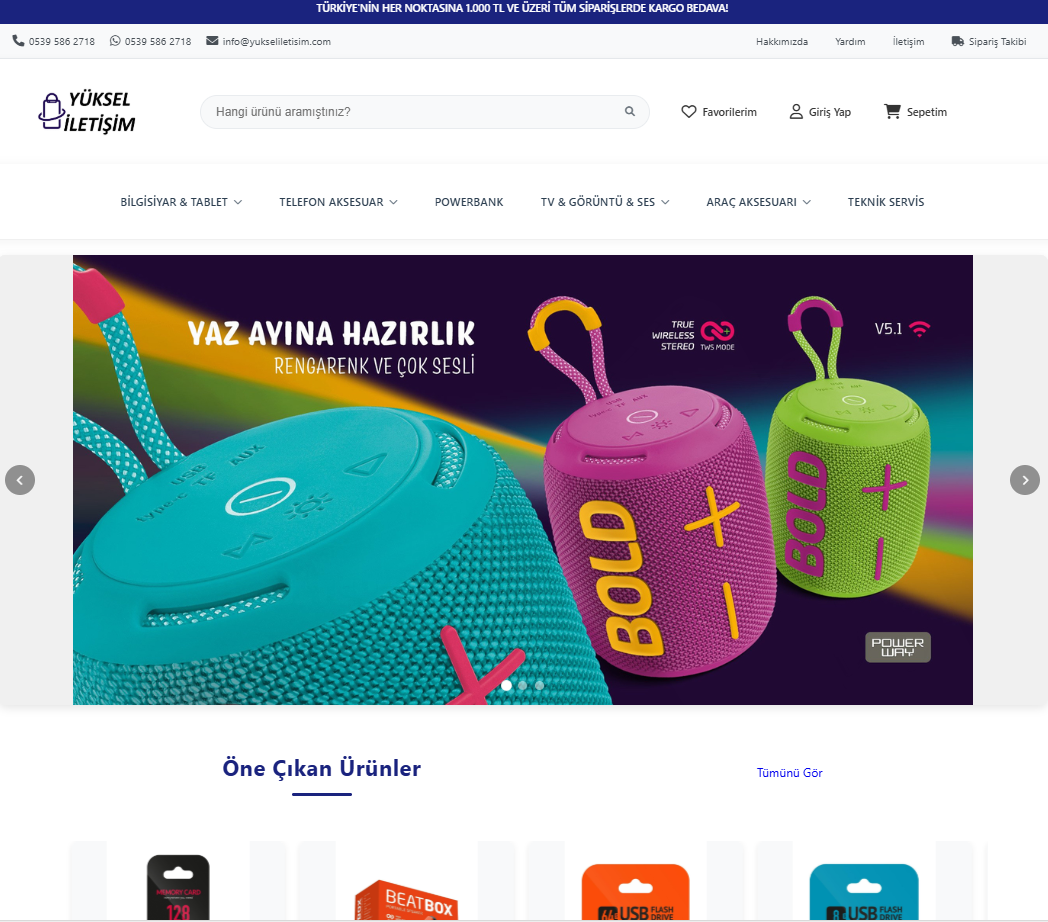 TÜRKİYE'NİN HER NOKTASINA 1.000 TL VE ÜZERİ TÜM SİPARİŞLERDE KARGO BEDAVA!
0539 586 2718 0539 586 2718 info@yukseliletisim.com Hakkımızda Yardım İletişim Sipariş Takibi
YÜKSEL
İLETİŞİM
Hangi ürünü aramıştınız?
Favorilerim Giriş Yap Sepetim
BİLGİSİYAR & TABLET TELEFON AKSESUAR POWERBANK TV & GÖRÜNTÜ & SES ARAÇ AKSESUARI TEKNİK SERVİS
YAZ AYINA HAZIRLIK
RENGARENK VE ÇOK SESLİ
TRUE
WIRELESS
STEREO
TWS MODE
V5.1
type-C USB TF AUX
BOLD
BOLD
POWER
WAY
Öne Çıkan Ürünler
Tümünü Gör
MEMORY CARD
128
BEATBOX
64 USB FLASH
DRIVE
8 USB FLASH
DRIVE